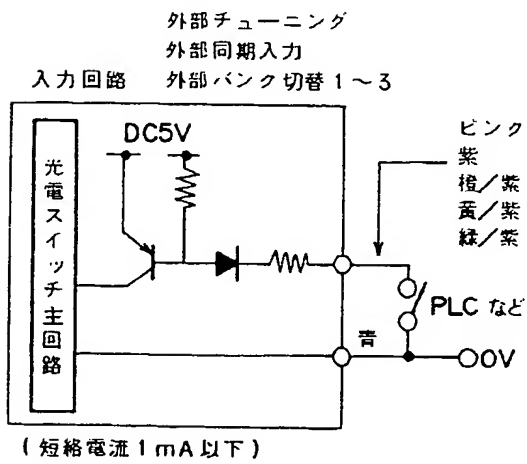 外部チューニング
外部同期入力
入力回路 外部バンク切替1～3
DC5V
光電スイッチ主回路
ピンク
紫
橙/紫
黄/紫
緑/紫
PLC など
青
0V
(短絡電流1mA以下)